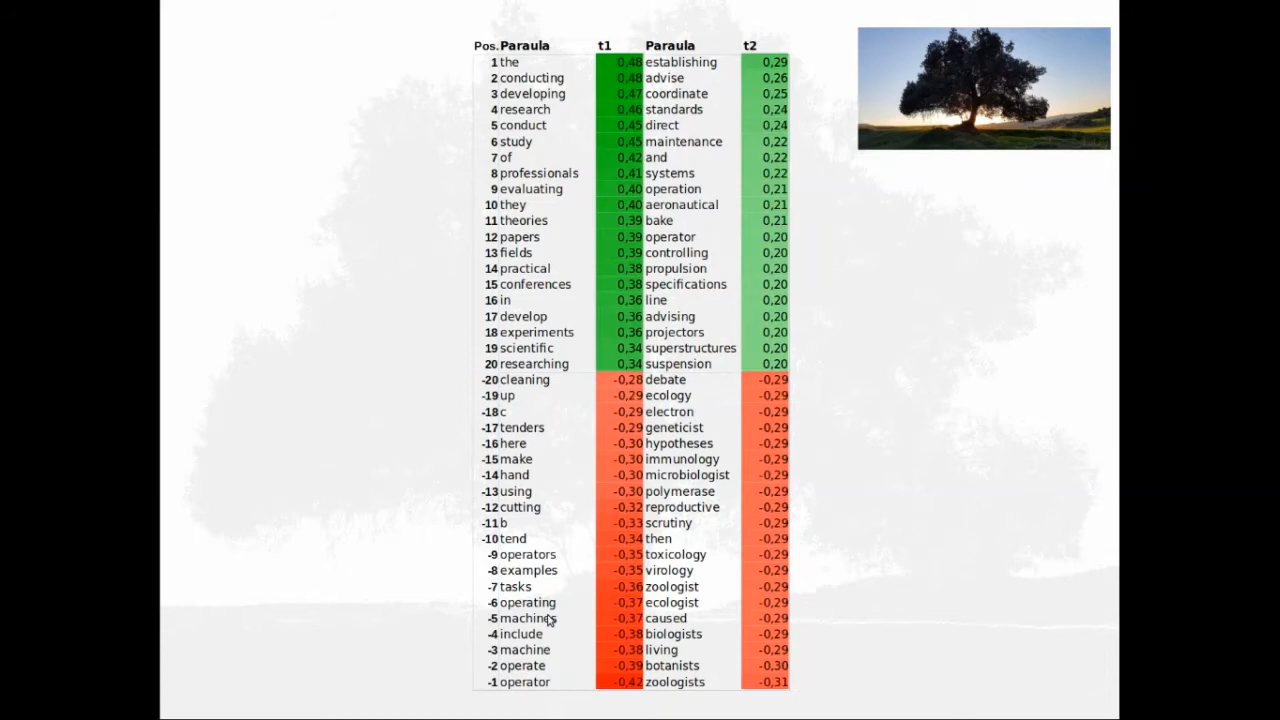 Pos. Paraula t1 Paraula t2
1 the 0,48 establishing 0,29
2 conducting 0,48 advise 0,26
3 developing 0,47 coordinate 0,25
4 research 0,46 standards 0,24
5 conduct 0,45 direct 0,24
6 study 0,45 maintenance 0,22
7 of 0,42 and 0,22
8 professionals 0,41 systems 0,22
9 evaluating 0,40 operation 0,21
10 they 0,40 aeronautical 0,21
11 theories 0,39 bake 0,21
12 papers 0,39 operator 0,20
13 fields 0,39 controlling 0,20
14 practical 0,38 propulsion 0,20
15 conferences 0,38 specifications 0,20
16 in 0,36 line 0,20
17 develop 0,36 advising 0,20
18 experiments 0,36 projectors 0,20
19 scientific 0,34 superstructures 0,20
20 researching 0,34 suspension 0,20
-20 cleaning -0,28 debate -0,29
-19 up -0,29 ecology -0,29
-18 c -0,29 electron -0,29
-17 tenders -0,29 geneticist -0,29
-16 here -0,30 hypotheses -0,29
-15 make -0,30 immunology -0,29
-14 hand -0,30 microbiologist -0,29
-13 using -0,30 polymerase -0,29
-12 cutting -0,32 reproductive -0,29
-11 b -0,33 scrutiny -0,29
-10 tend -0,34 then -0,29
-9 operators -0,35 toxicology -0,29
-8 examples -0,35 virology -0,29
-7 tasks -0,36 zoologist -0,29
-6 operating -0,37 ecologist -0,29
-5 machines -0,37 caused -0,29
-4 include -0,38 biologists -0,29
-3 machine -0,38 living -0,29
-2 operate -0,39 botanists -0,30
-1 operator -0,42 zoologists -0,31